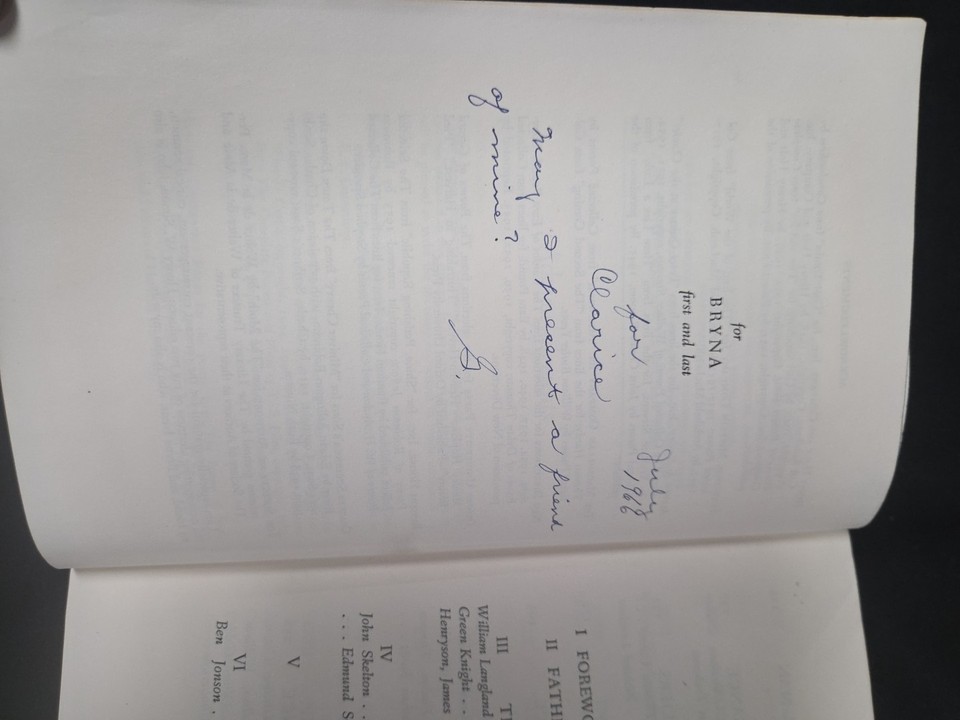 for
BRYNA
first and last
July
1966
for
Clarice
May I present a friend
of mine?
G.
I FOREWO
II FATH
III T
William Langland
Green Knight . .
Henryson, James
IV
John Skelton . .
. . . Edmund S
V
VI
Ben Jonson .